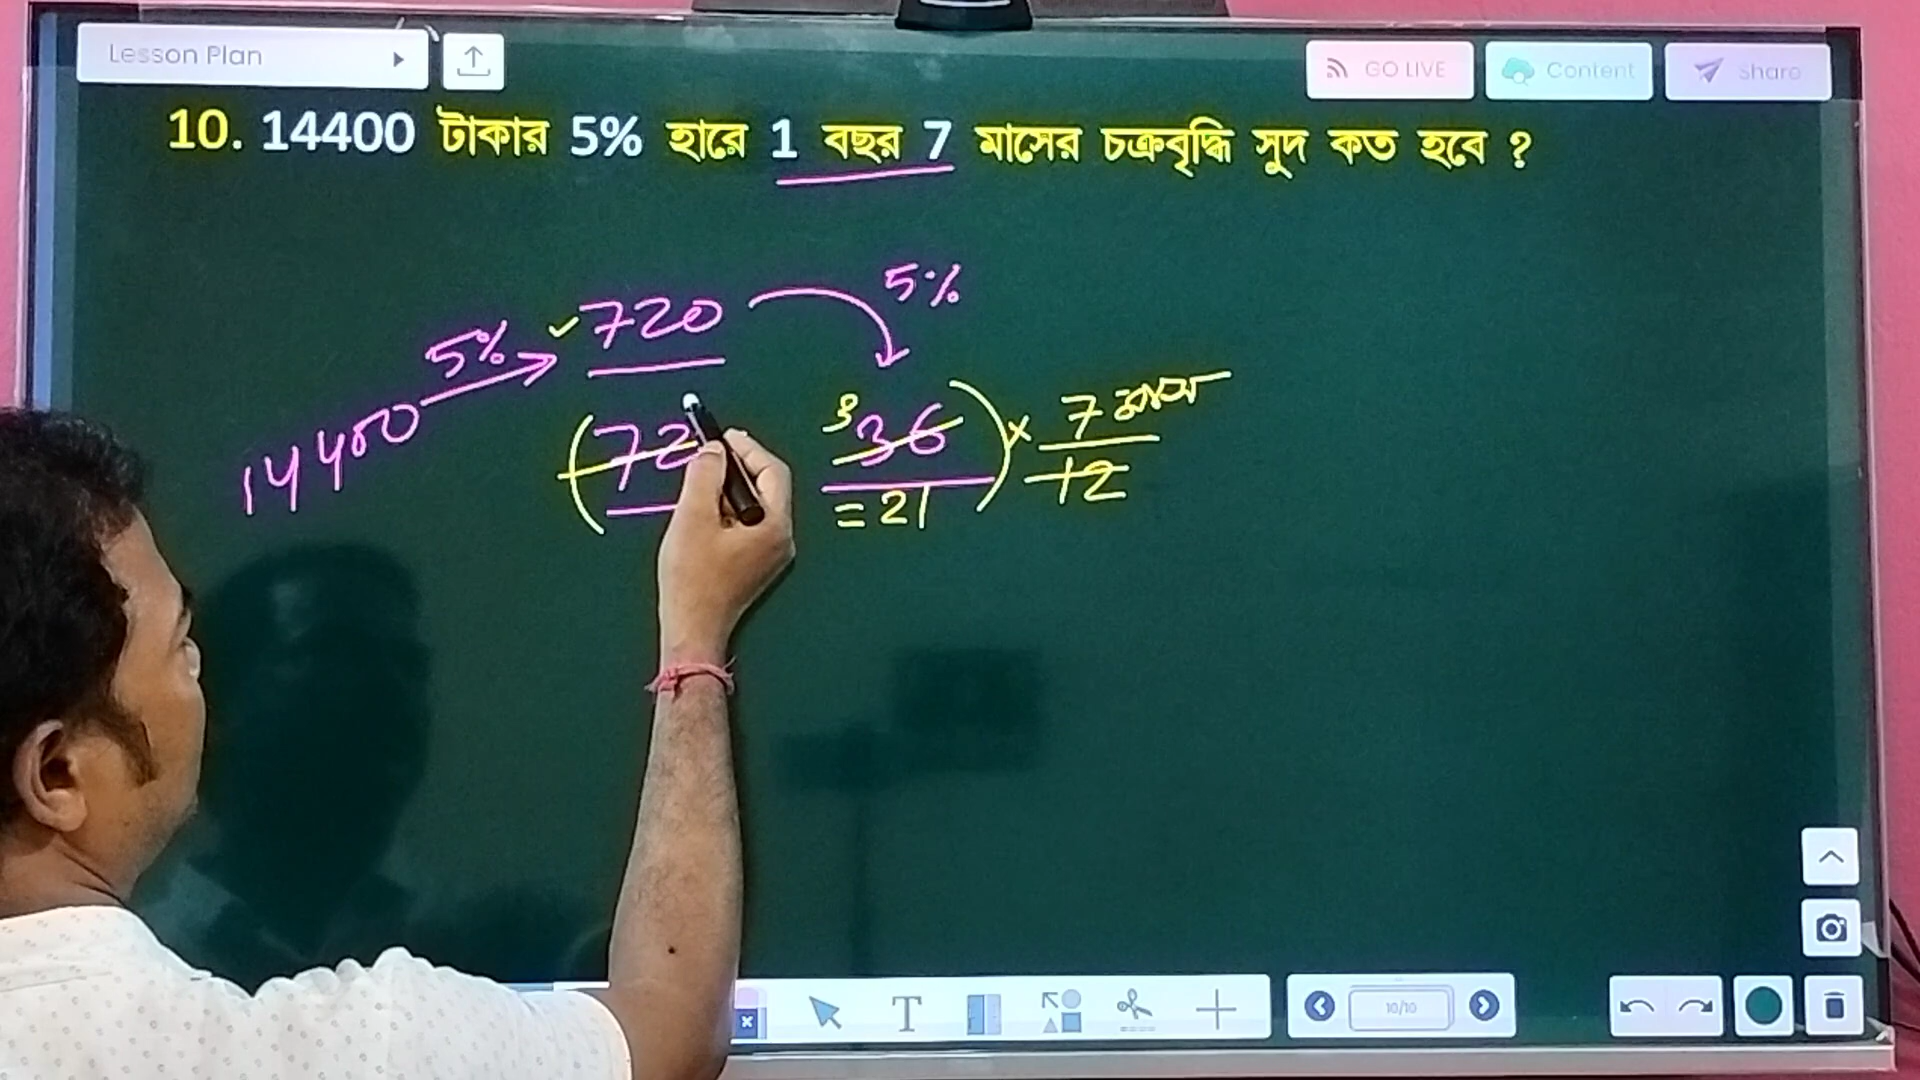 Lesson Plan
GO LIVE
Content
Share
10. 14400 টাকার 5% হারে 1 বছর 7 মাসের চক্রবৃদ্ধি সুদ কত হবে ?
14400 5% 720 5%
(72 3 36) × 7 মাস
12
= 21
T
10/10